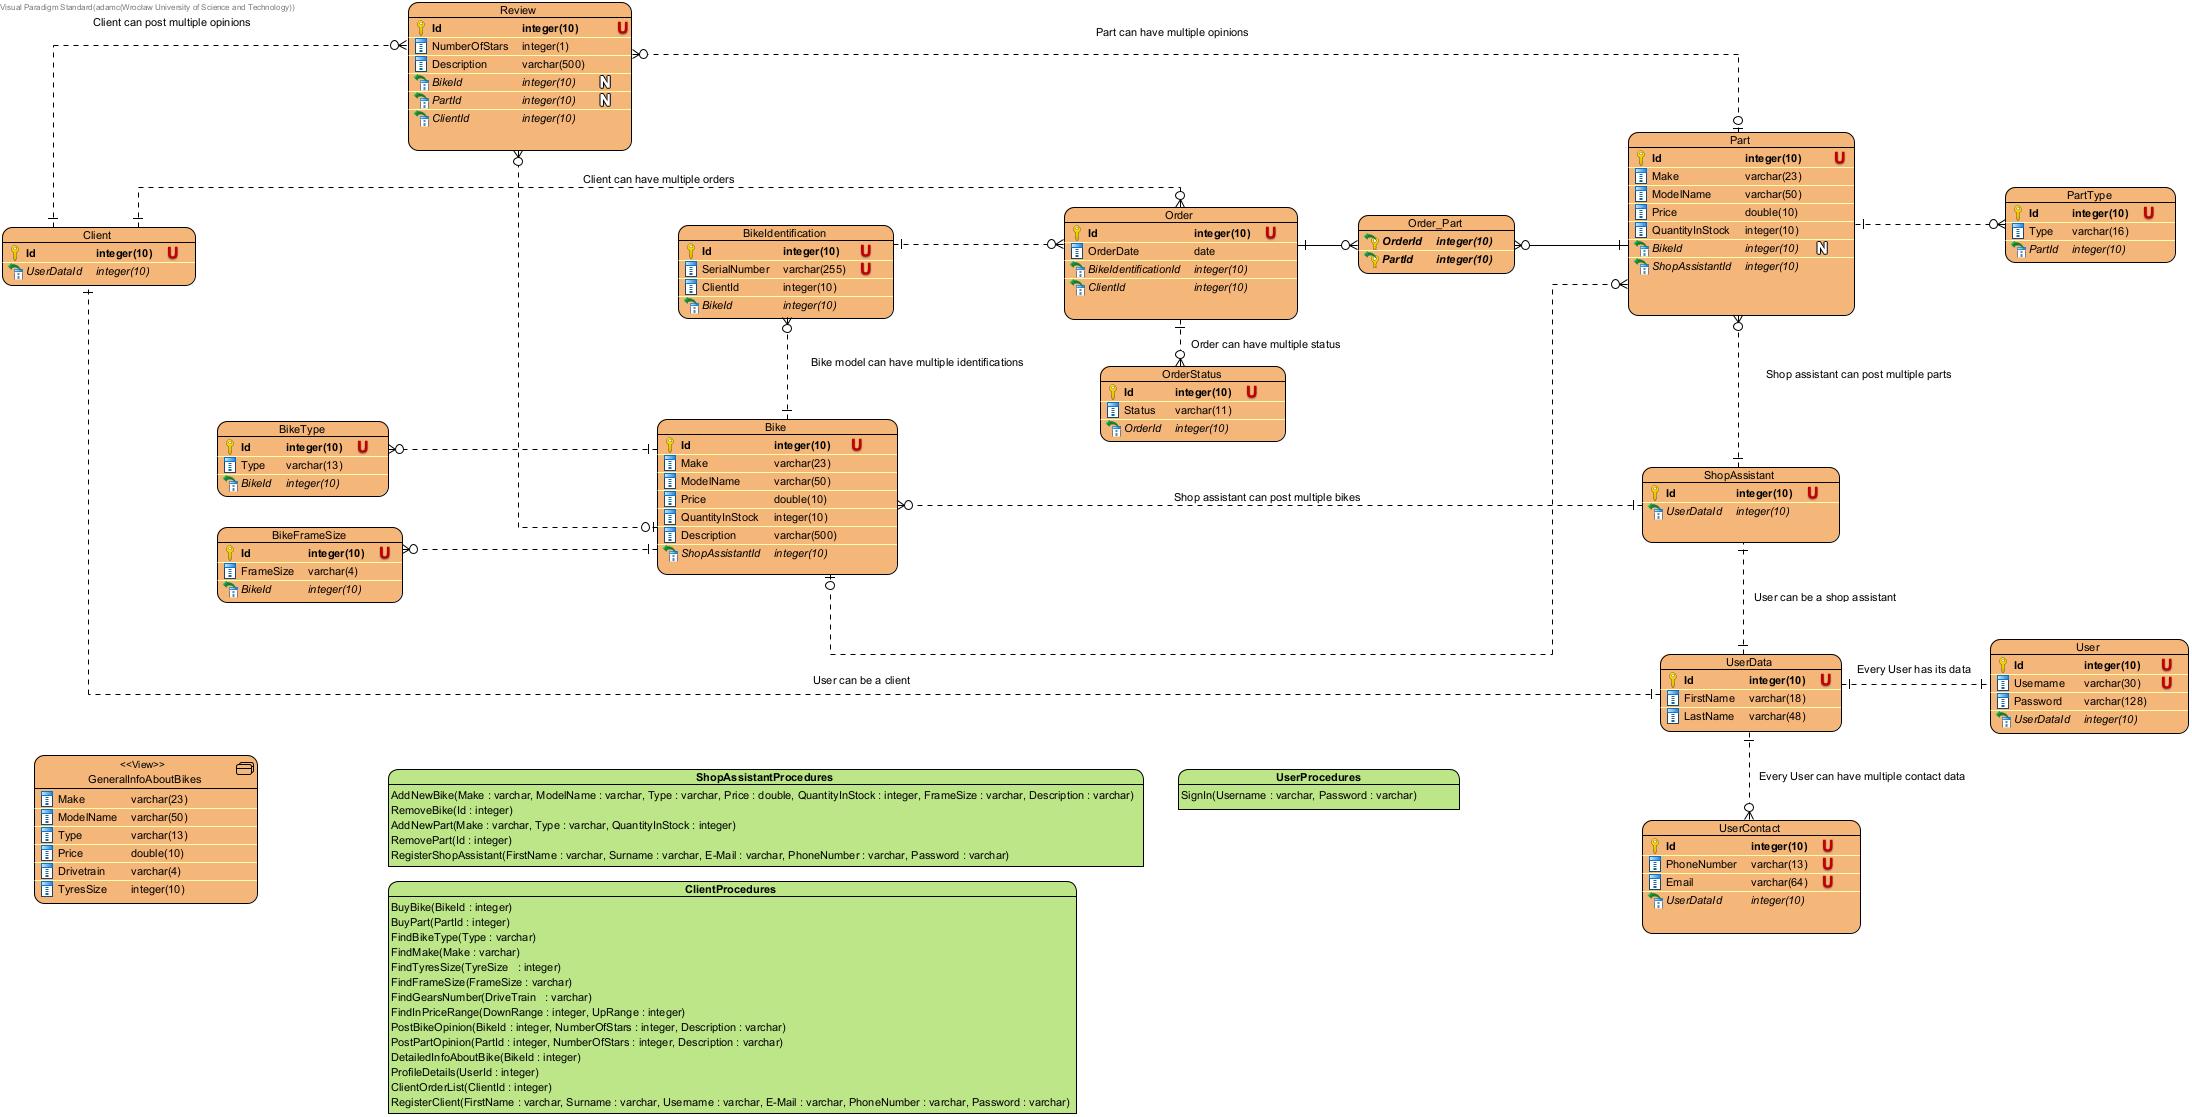 Visual Paradigm Standard(adamc(Wrocław University of Science and Technology))
Client can post multiple opinions
Review
Id integer(10) U
NumberOfStars integer(1)
Description varchar(500)
BikeId integer(10) N
PartId integer(10) N
ClientId integer(10)
Part can have multiple opinions
Part
Id integer(10) U
Make varchar(23)
ModelName varchar(50)
Price double(10)
QuantityInStock integer(10)
BikeId integer(10) N
ShopAssistantId integer(10)
PartType
Id integer(10) U
Type varchar(16)
PartId integer(10)
Client can have multiple orders
Client
Id integer(10) U
UserDataId integer(10)
BikeIdentification
Id integer(10) U
SerialNumber varchar(255) U
ClientId integer(10)
BikeId integer(10)
Order
Id integer(10) U
OrderDate date
BikeIdentificationId integer(10)
ClientId integer(10)
Order_Part
OrderId integer(10)
PartId integer(10)
Order can have multiple status
Bike model can have multiple identifications
OrderStatus
Id integer(10) U
Status varchar(11)
OrderId integer(10)
Shop assistant can post multiple parts
BikeType
Id integer(10) U
Type varchar(13)
BikeId integer(10)
Bike
Id integer(10) U
Make varchar(23)
ModelName varchar(50)
Price double(10)
QuantityInStock integer(10)
Description varchar(500)
ShopAssistantId integer(10)
Shop assistant can post multiple bikes
ShopAssistant
Id integer(10) U
UserDataId integer(10)
BikeFrameSize
Id integer(10) U
FrameSize varchar(4)
BikeId integer(10)
User can be a shop assistant
User can be a client
UserData
Id integer(10) U
FirstName varchar(18)
LastName varchar(48)
Every User has its data
User
Id integer(10) U
Username varchar(30) U
Password varchar(128)
UserDataId integer(10)
Every User can have multiple contact data
UserContact
Id integer(10) U
PhoneNumber varchar(13) U
Email varchar(64) U
UserDataId integer(10)
<<View>>
GeneralInfoAboutBikes
Make varchar(23)
ModelName varchar(50)
Type varchar(13)
Price double(10)
Drivetrain varchar(4)
TyresSize integer(10)
ShopAssistantProcedures
AddNewBike(Make : varchar, ModelName : varchar, Type : varchar, Price : double, QuantityInStock : integer, FrameSize : varchar, Description : varchar)
RemoveBike(Id : integer)
AddNewPart(Make : varchar, Type : varchar, QuantityInStock : integer)
RemovePart(Id : integer)
RegisterShopAssistant(FirstName : varchar, Surname : varchar, E-Mail : varchar, PhoneNumber : varchar, Password : varchar)
UserProcedures
SignIn(Username : varchar, Password : varchar)
ClientProcedures
BuyBike(BikeId : integer)
BuyPart(PartId : integer)
FindBikeType(Type : varchar)
FindMake(Make : varchar)
FindTyresSize(TyreSize : integer)
FindFrameSize(FrameSize : varchar)
FindGearsNumber(DriveTrain : varchar)
FindInPriceRange(DownRange : integer, UpRange : integer)
PostBikeOpinion(BikeId : integer, NumberOfStars : integer, Description : varchar)
PostPartOpinion(PartId : integer, NumberOfStars : integer, Description : varchar)
DetailedInfoAboutBike(BikeId : integer)
ProfileDetails(UserId : integer)
ClientOrderList(ClientId : integer)
RegisterClient(FirstName : varchar, Surname : varchar, Username : varchar, E-Mail : varchar, PhoneNumber : varchar, Password : varchar)